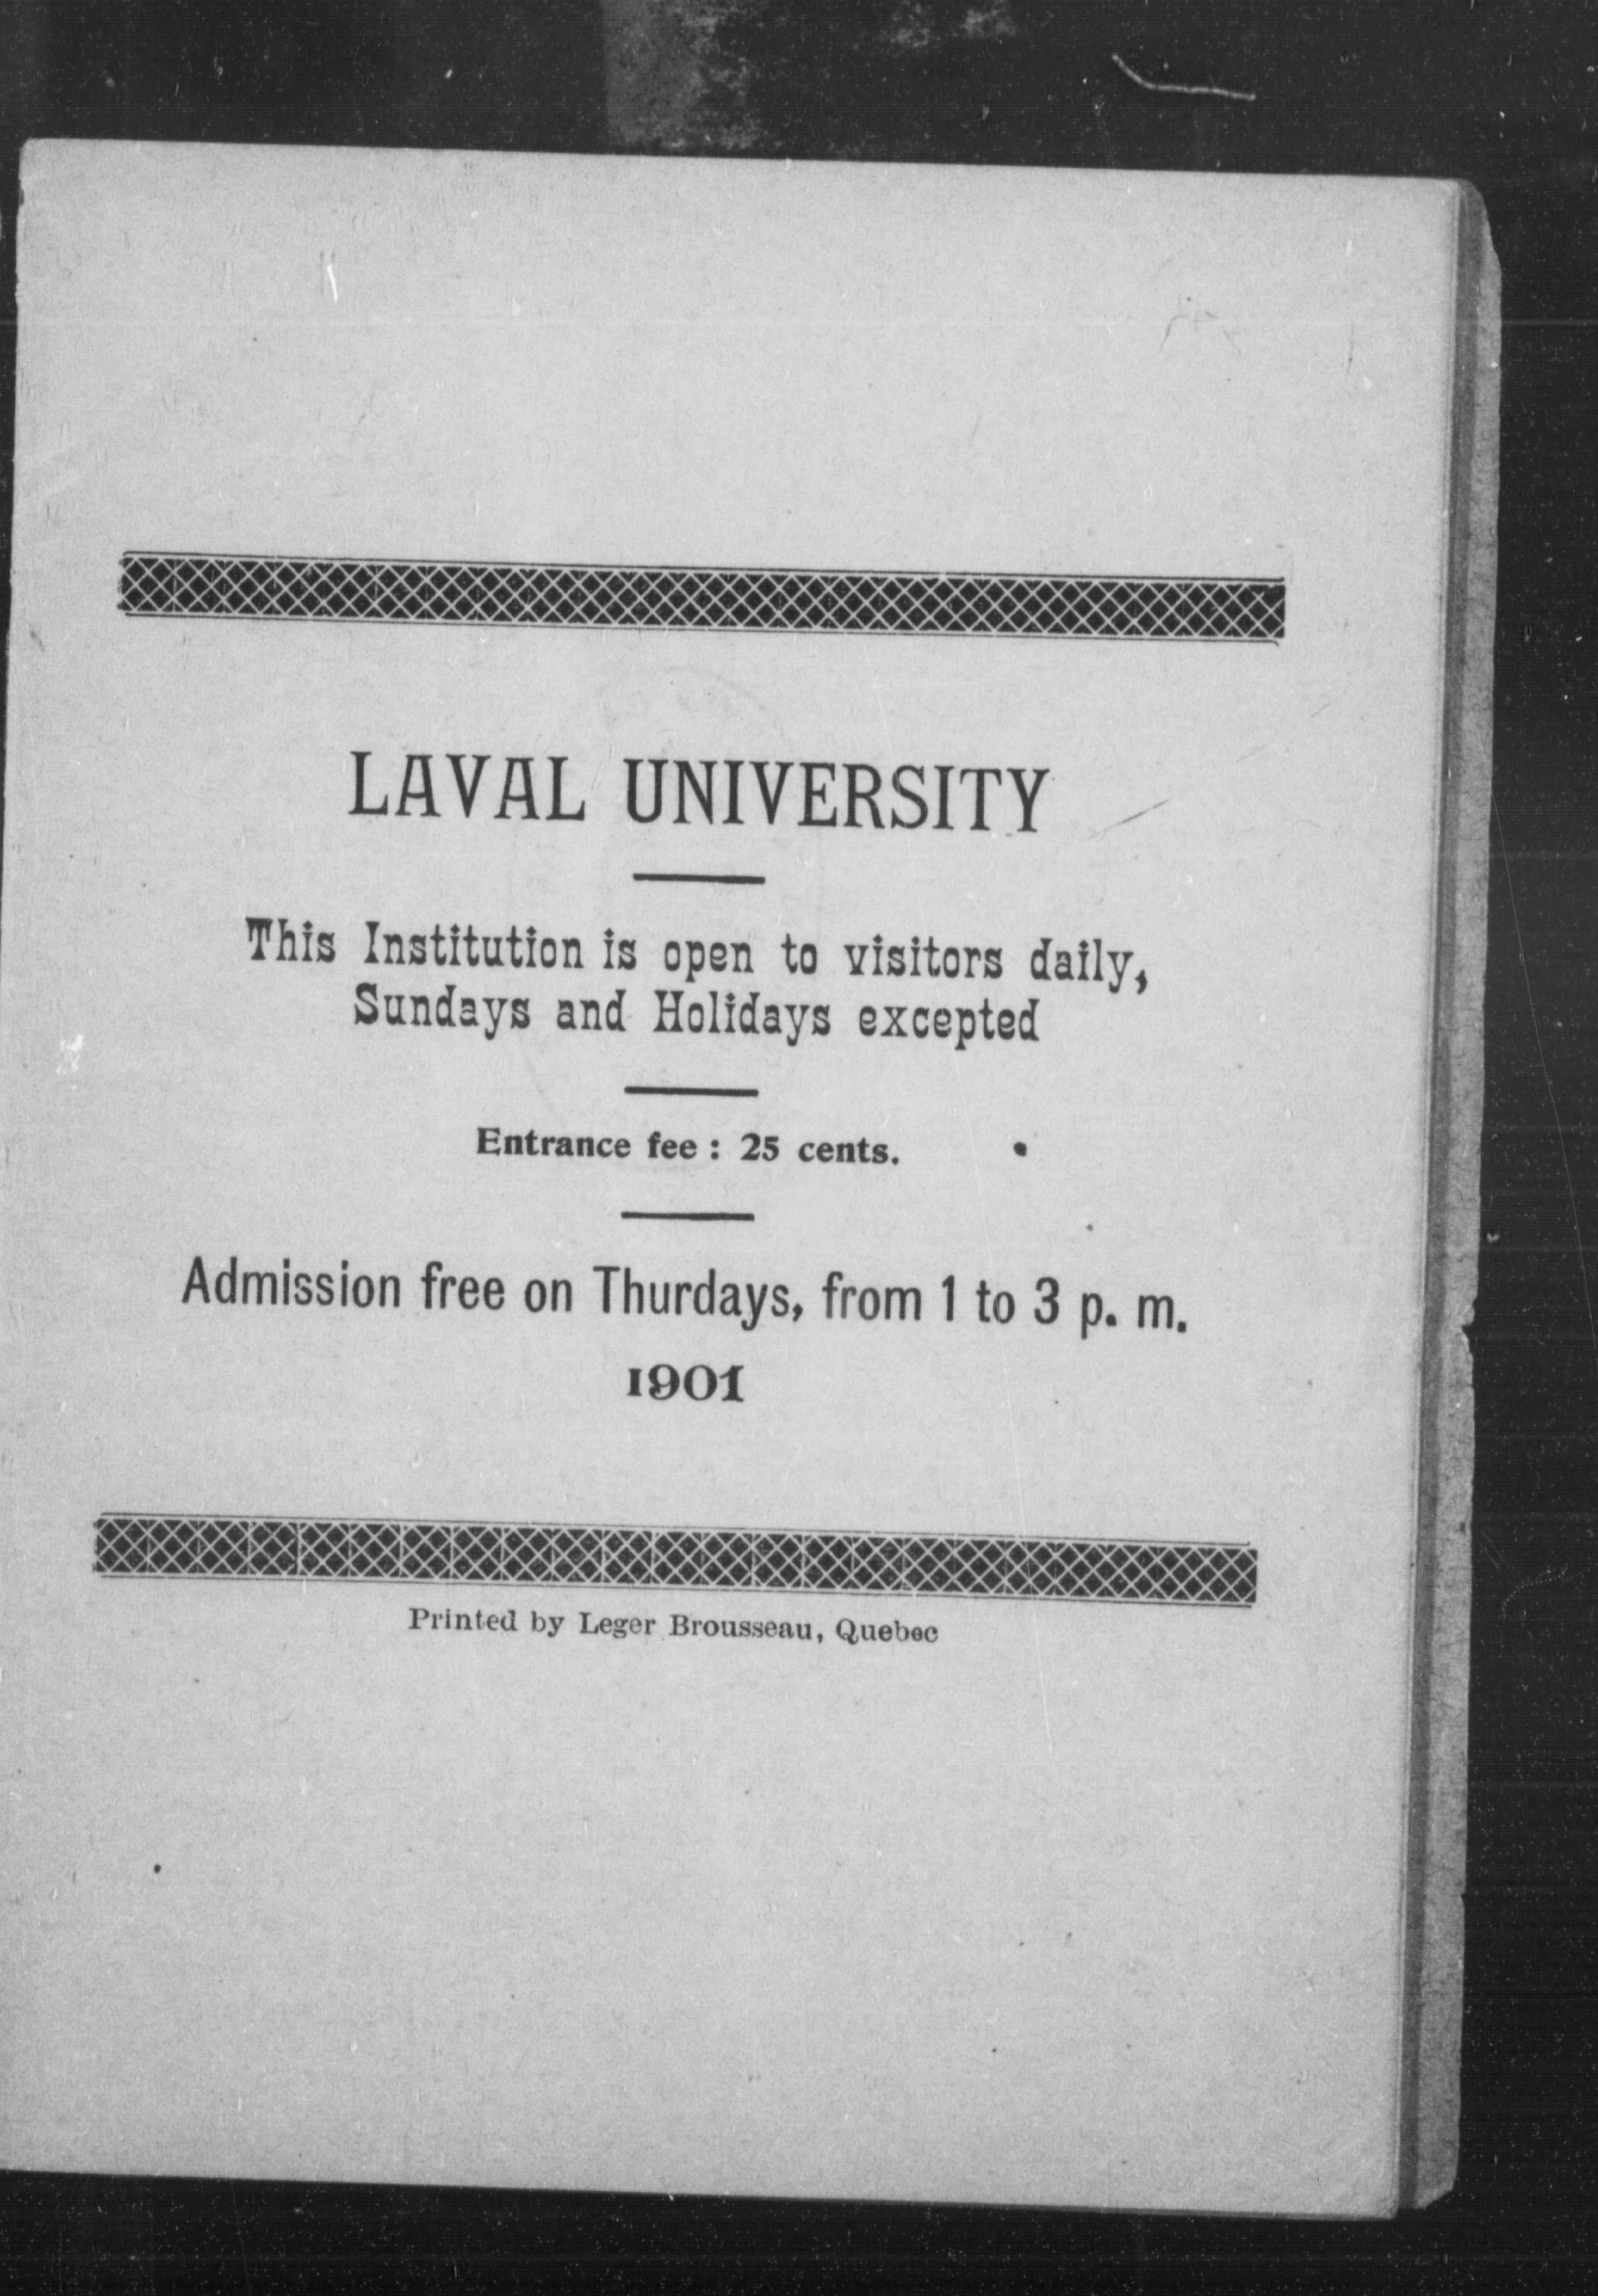 LAVAL UNIVERSITY
This Institution is open to visitors daily,
Sundays and Holidays excepted
Entrance fee : 25 cents.
Admission free on Thurdays, from 1 to 3 p. m.
1901
Printed by Leger Brousseau, Quebec